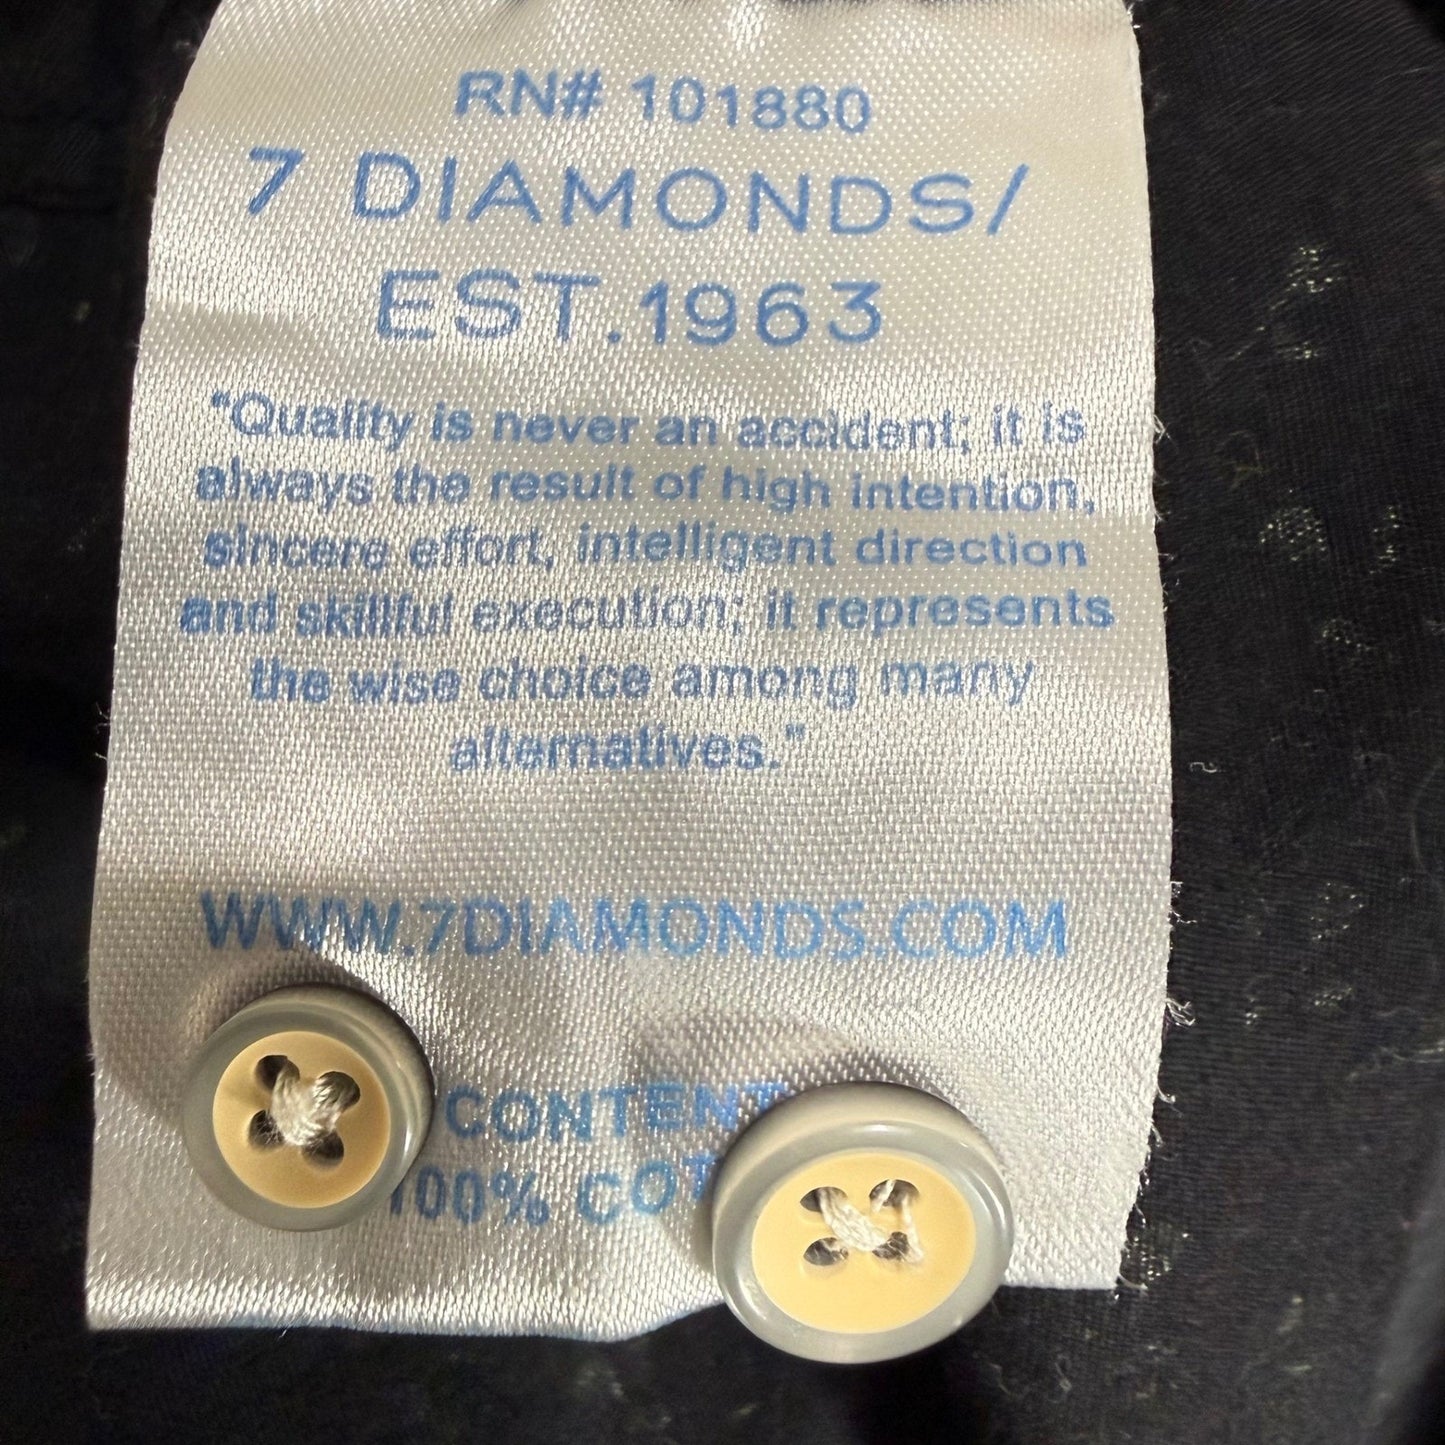 RN# 101880
7 DIAMONDS/
EST.1963
"Quality is never an accident; it is
always the result of high intention,
sincere effort, intelligent direction
and skillful execution; it represents
the wise choice among many
alternatives."
WWW.7DIAMONDS.COM
CONTENT
100% COT